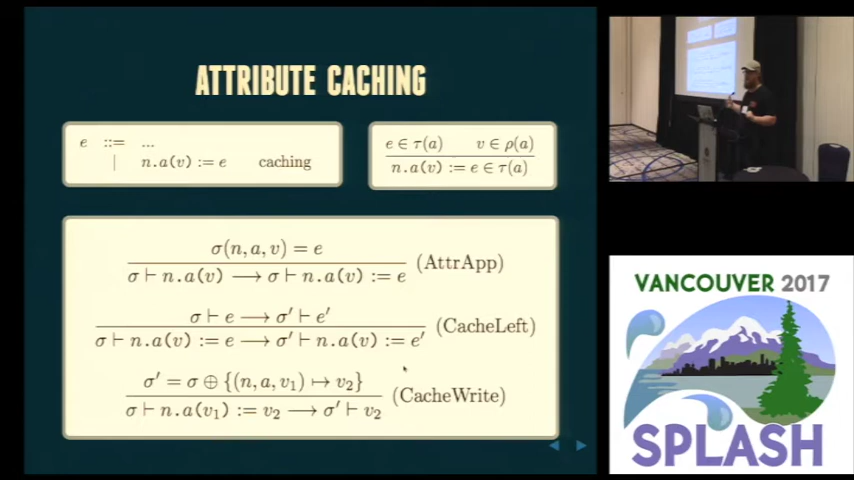 ATTRIBUTE CACHING
e ::= ...
| n.a(v) := e caching
e ∈ τ(a) v ∈ ρ(a)
n.a(v) := e ∈ τ(a)
σ(n, a, v) = e
σ ⊢ n.a(v) ⟶ σ ⊢ n.a(v) := e (AttrApp)
σ ⊢ e ⟶ σ′ ⊢ e′
σ ⊢ n.a(v) := e ⟶ σ′ ⊢ n.a(v) := e′ (CacheLeft)
σ′ = σ ⊕ {(n, a, v₁) ↦ v₂}
σ ⊢ n.a(v₁) := v₂ ⟶ σ′ ⊢ v₂ (CacheWrite)
VANCOUVER 2017
SPLASH